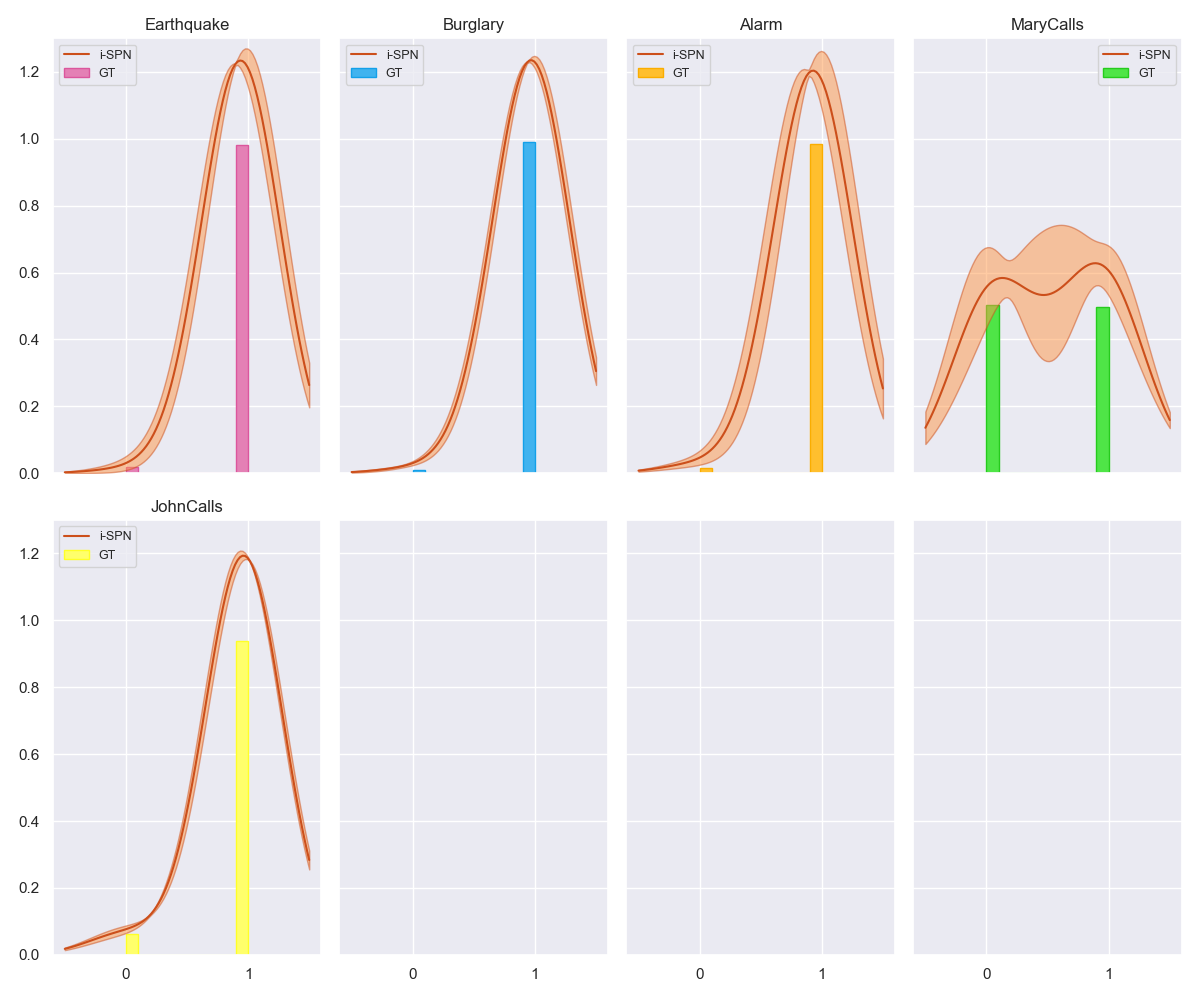 Earthquake
Burglary
Alarm
MaryCalls
i-SPN
GT
i-SPN
GT
i-SPN
GT
i-SPN
GT
1.2
1.0
0.8
0.6
0.4
0.2
0.0
JohnCalls
i-SPN
GT
1.2
1.0
0.8
0.6
0.4
0.2
0.0
0 1
0 1
0 1
0 1